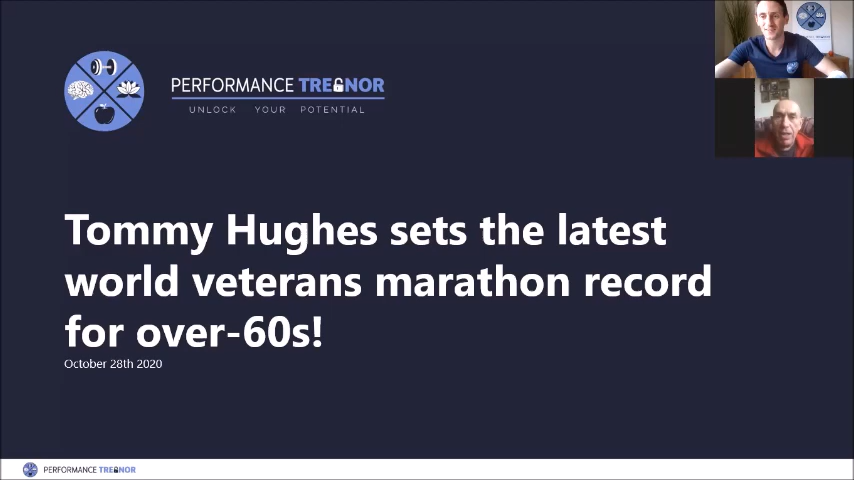 PERFORMANCE TREANOR
UNLOCK YOUR POTENTIAL
Tommy Hughes sets the latest
world veterans marathon record
for over-60s!
October 28th 2020
PERFORMANCE TREANOR